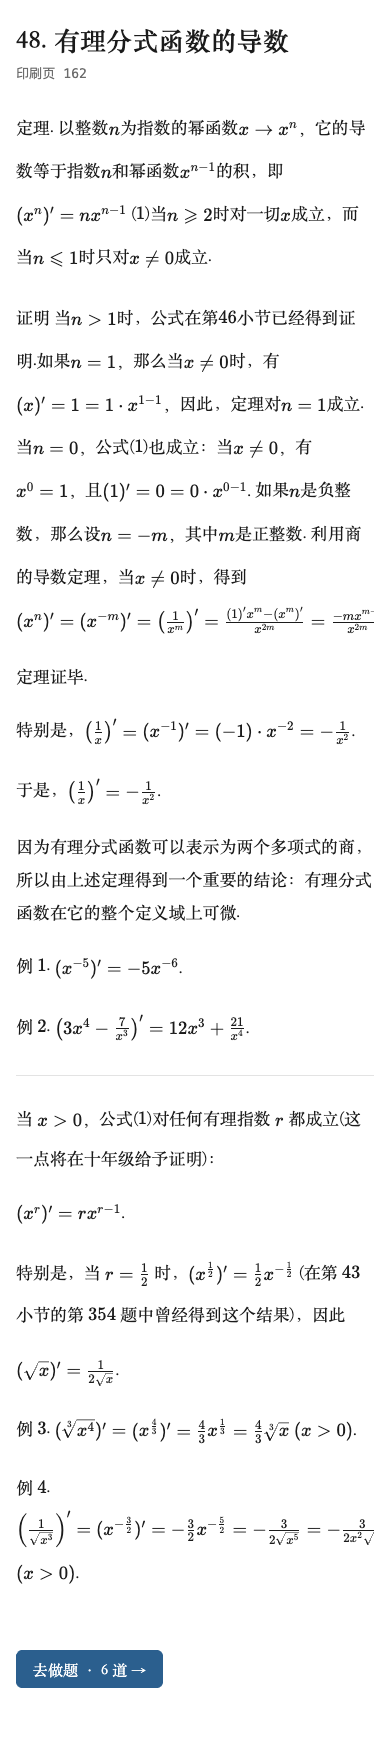 48. 有理分式函数的导数
印刷页 162
定理. 以整数n为指数的幂函数x → xⁿ，它的导
数等于指数n和幂函数xⁿ⁻¹的积，即
(xⁿ)′ = nxⁿ⁻¹ (1)当n ⩾ 2时对一切x成立，而
当n ⩽ 1时只对x ≠ 0成立.
证明 当n > 1时，公式在第46小节已经得到证
明.如果n = 1，那么当x ≠ 0时，有
(x)′ = 1 = 1 · x¹⁻¹，因此，定理对n = 1成立.
当n = 0，公式(1)也成立：当x ≠ 0，有
x⁰ = 1，且(1)′ = 0 = 0 · x⁰⁻¹. 如果n是负整
数，那么设n = −m，其中m是正整数. 利用商
的导数定理，当x ≠ 0时，得到
(xⁿ)′ = (x⁻ᵐ)′ = (1/xᵐ)′ = ((1)′xᵐ−(xᵐ)′)/x²ᵐ = −mxᵐ⁻/x²ᵐ
定理证毕.
特别是，(1/x)′ = (x⁻¹)′ = (−1) · x⁻² = −1/x².
于是，(1/x)′ = −1/x².
因为有理分式函数可以表示为两个多项式的商，
所以由上述定理得到一个重要的结论：有理分式
函数在它的整个定义域上可微.
例 1. (x⁻⁵)′ = −5x⁻⁶.
例 2. (3x⁴ − 7/x³)′ = 12x³ + 21/x⁴.
当 x > 0，公式(1)对任何有理指数 r 都成立(这
一点将在十年级给予证明)：
(xʳ)′ = rxʳ⁻¹.
特别是，当 r = 1/2 时，(x^(1/2))′ = 1/2 x^(−1/2) (在第 43
小节的第 354 题中曾经得到这个结果)，因此
(√x)′ = 1/(2√x).
例 3. (∛x⁴)′ = (x^(4/3))′ = 4/3 x^(1/3) = 4/3 ∛x (x > 0).
例 4.
(1/√x³)′ = (x^(−3/2))′ = −3/2 x^(−5/2) = −3/(2√x⁵) = −3/(2x²√
(x > 0).
去做题 · 6 道 →